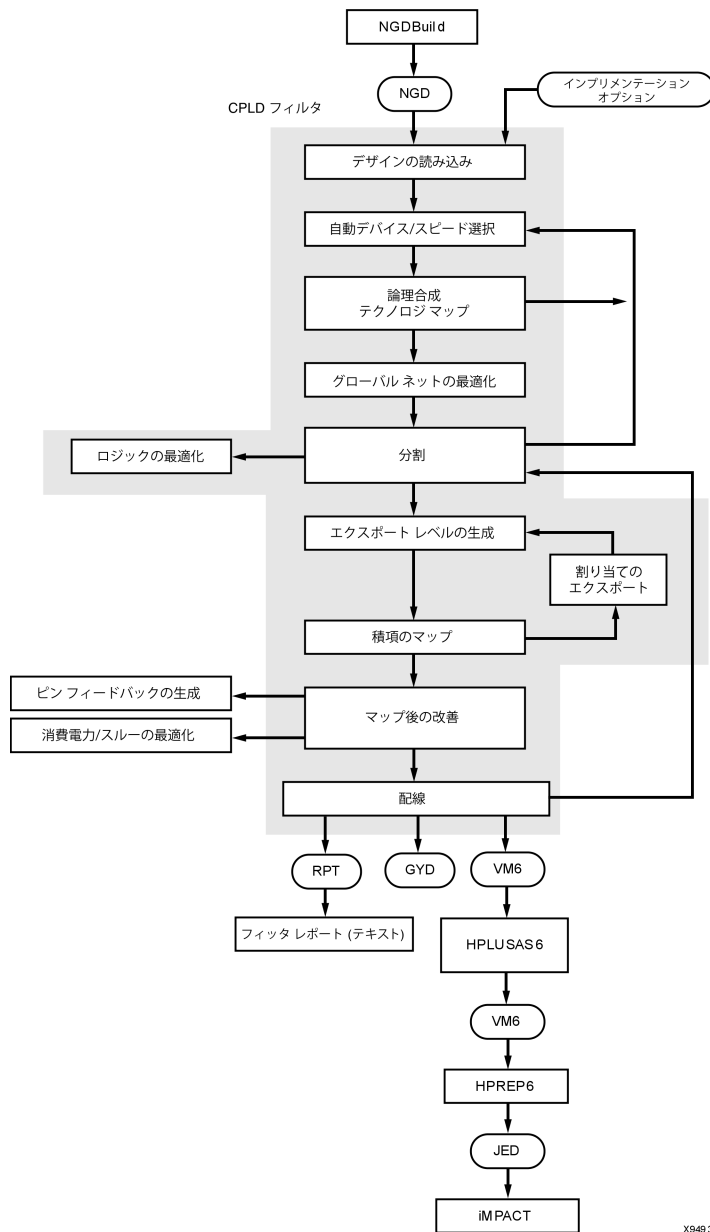 NGDBuild
NGD
インプリメンテーション
オプション
CPLD フィルタ
デザインの読み込み
自動デバイス/スピード選択
論理合成
テクノロジ マップ
グローバル ネットの最適化
ロジックの最適化
分割
エクスポート レベルの生成
割り当ての
エクスポート
積項のマップ
ピン フィードバックの生成
マップ後の改善
消費電力/スルーの最適化
配線
RPT
GYD
VM6
フィッタ レポート (テキスト)
HPLUSAS6
VM6
HPREP6
JED
iMPACT